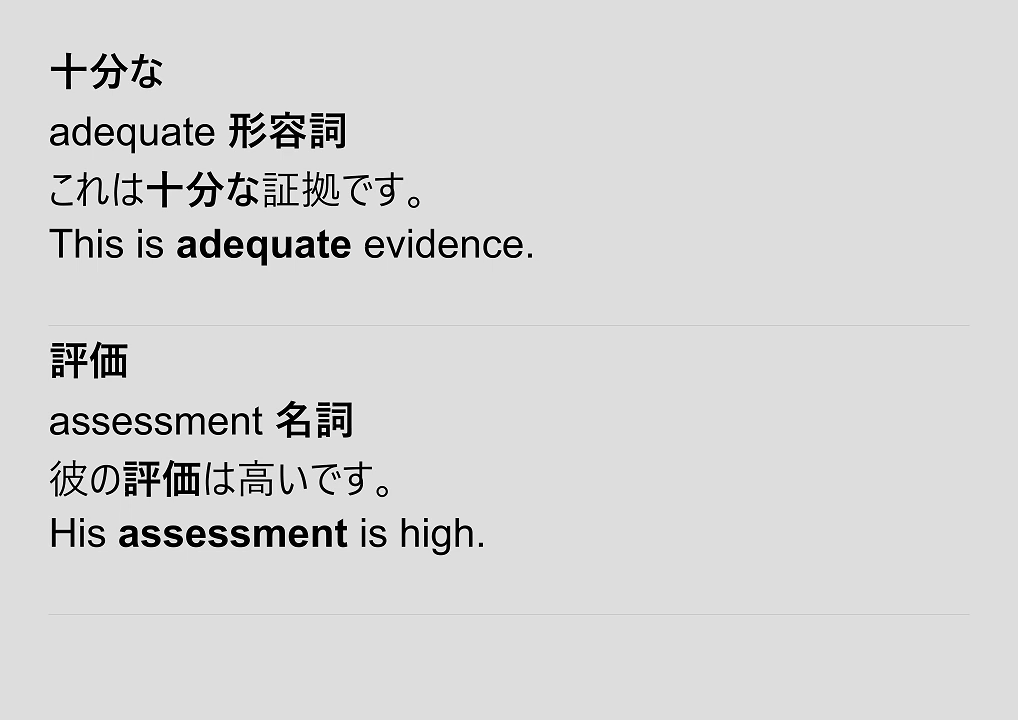 十分な
adequate 形容詞
これは十分な証拠です。
This is adequate evidence.
評価
assessment 名詞
彼の評価は高いです。
His assessment is high.